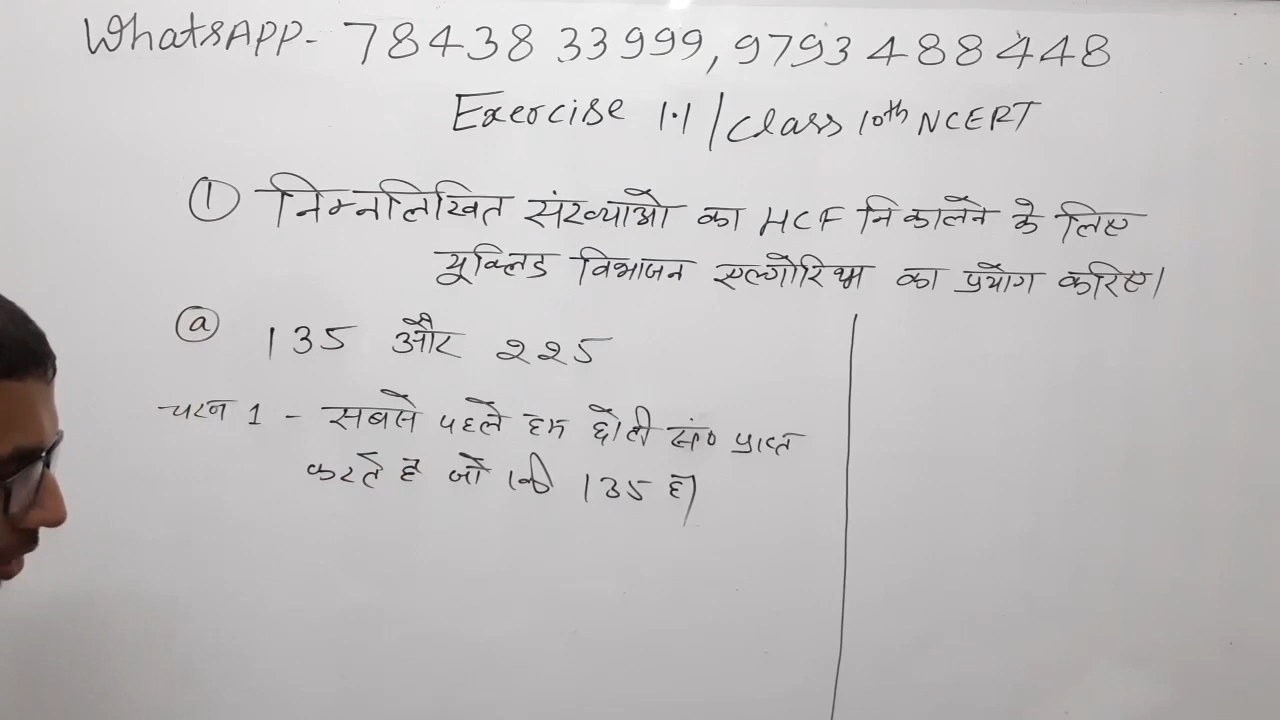 WhatsAPP - 7843833999, 9793488448
Exercise 1.1 / Class 10th NCERT
① निम्नलिखित संख्याओ का HCF निकालने के लिए
यूक्लिड विभाजन एल्गोरिथ्म का प्रयोग करिए।
ⓐ 135 और 225
चरन 1 - सबसे पहले हम छोटी सं० प्राप्त
करते है जो कि 135 है।